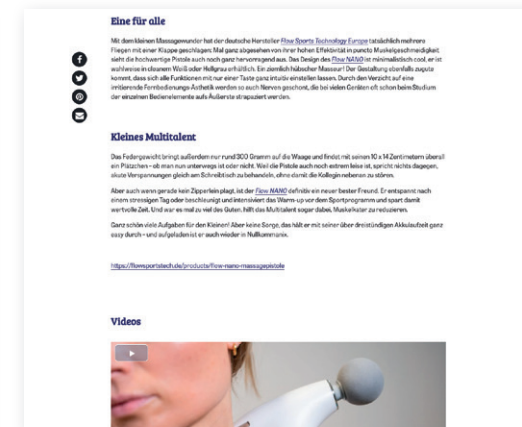 Eine für alle
Mit dem kleinen Massagewunder hat der deutsche Hersteller Flow Sports Technology Europe tatsächlich mehrere
Fliegen mit einer Klappe geschlagen: Mal ganz abgesehen von ihrer hohen Effektivität in puncto Muskelgeschmeidigkeit
sieht die hochwertige Pistole auch noch ganz hervorragend aus. Das Design des Flow NANO ist minimalistisch cool, er ist
wahlweise in cleanem Weiß oder Hellgrau erhältlich. Ein ziemlich hübscher Masseur! Der Gestaltung ebenfalls zugute
kommt, dass sich alle Funktionen mit nur einer Taste ganz intuitiv einstellen lassen. Durch den Verzicht auf eine
irritierende Fernbedienungs-Ästhetik werden so auch Nerven geschont, die bei vielen Geräten oft schon beim Studium
der einzelnen Bedienelemente aufs Äußerste strapaziert werden.
Kleines Multitalent
Das Federgewicht bringt außerdem nur rund 300 Gramm auf die Waage und findet mit seinen 10 x 14 Zentimetern überall
ein Plätzchen – ob man nun unterwegs ist oder nicht. Weil die Pistole auch noch extrem leise ist, spricht nichts dagegen,
akute Verspannungen gleich am Schreibtisch zu behandeln, ohne damit die Kollegin nebenan zu stören.
Aber auch wenn gerade kein Zipperlein plagt, ist der Flow NANO definitiv ein neuer bester Freund. Er entspannt nach
einem stressigen Tag oder beschleunigt und intensiviert das Warm-up vor dem Sportprogramm und spart damit
wertvolle Zeit. Und war es mal zu viel des Guten, hilft das Multitalent sogar dabei, Muskelkater zu reduzieren.
Ganz schön viele Aufgaben für den Kleinen! Aber keine Sorge, das hält er mit seiner über dreistündigen Akkulaufzeit ganz
easy durch – und aufgeladen ist er auch wieder in Nullkommanix.
https://flowsportstech.de/products/flow-nano-massagepistole
Videos